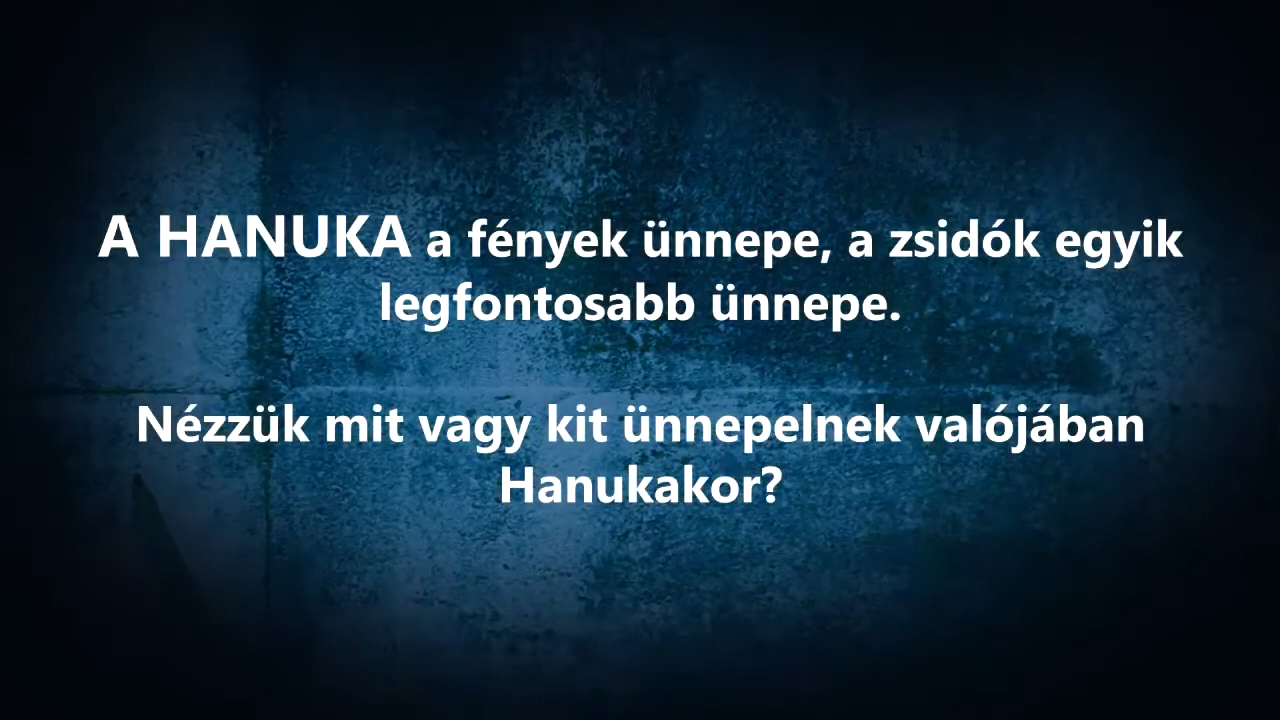 A HANUKA a fények ünnepe, a zsidók egyik
legfontosabb ünnepe.
Nézzük mit vagy kit ünnepelnek valójában
Hanukakor?